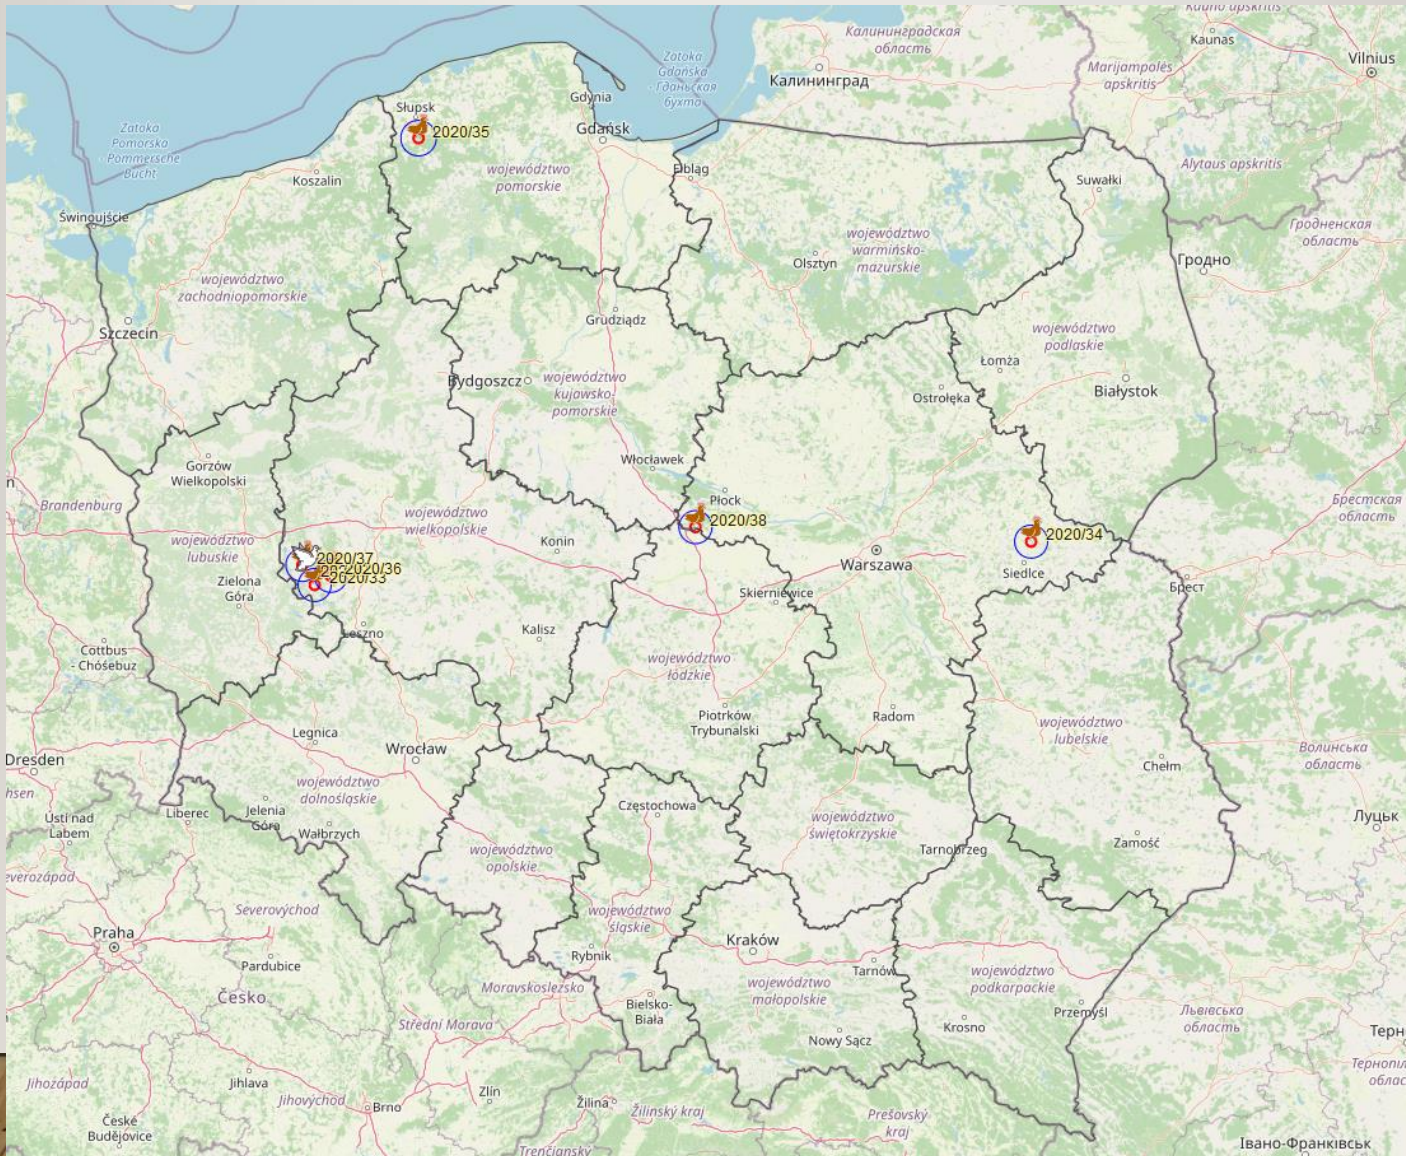 Kauno apskritis
Калининградская
область
Kaunas
Zatoka
Gdańska
- Гданьская
бухта
Vilnius
Marijampolės
apskritis
Калининград
Gdynia
Słupsk
2020/35
Gdańsk
Zatoka
Pomorska
Pommersche
Bucht
Alytaus apskritis
województwo
pomorskie
Elbląg
Koszalin
Suwałki
Świnoujście
Гродненская
область
województwo
warmińsko-
mazurskie
Olsztyn
Гродно
województwo
zachodniopomorskie
Szczecin
Grudziądz
województwo
podlaskie
Łomża
Bydgoszcz
województwo
kujawsko-
pomorskie
Białystok
Ostrołęka
Włocławek
Gorzów
Wielkopolski
Brandenburg
Płock
Брестская
область
województwo
wielkopolskie
2020/38
2020/34
Konin
województwo
lubuskie
2020/37
2020/36
2020/33
Warszawa
Siedlce
Брест
Zielona
Góra
Skierniewice
Leszno
Kalisz
Cottbus
- Chóśebuz
województwo
łódzkie
Radom
Piotrków
Trybunalski
województwo
lubelskie
Legnica
Wrocław
Dresden
Chełm
Волинська
область
hsen
województwo
dolnośląskie
Częstochowa
Liberec
Jelenia
Góra
Ústí nad
Labem
Wałbrzych
województwo
świętokrzyskie
Луцьк
Zamość
województwo
opolskie
Tarnobrzeg
everozápad
Severovýchod
województwo
śląskie
Praha
Kraków
Rybnik
Pardubice
Tarnów
województwo
podkarpackie
Moravskoslezsko
województwo
małopolskie
Česko
Bielsko-
Biała
Przemyśl
Львівська
область
Střední Morava
Krosno
Nowy Sącz
Терн
Jihozápad
Jihlava
Zlín
Тернопіл
облас
Jihovýchod
Brno
Žilina
Žilinský kraj
Prešovský
kraj
České
Budějovice
Trenčianský
Івано-Франківськ